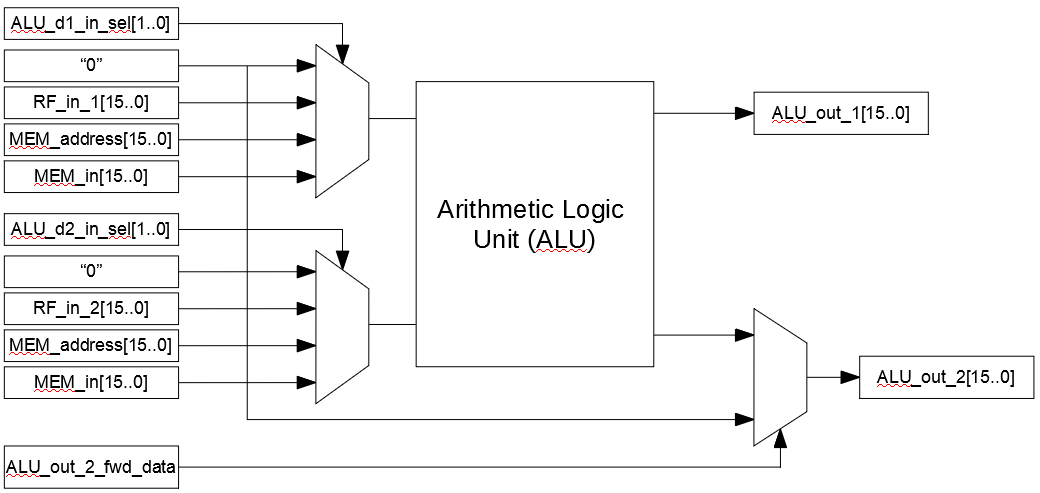 ALU_d1_in_sel[1..0]
“0”
RF_in_1[15..0]
MEM_address[15..0]
MEM_in[15..0]
ALU_d2_in_sel[1..0]
“0”
RF_in_2[15..0]
MEM_address[15..0]
MEM_in[15..0]
ALU_out_2_fwd_data
Arithmetic Logic
Unit (ALU)
ALU_out_1[15..0]
ALU_out_2[15..0]